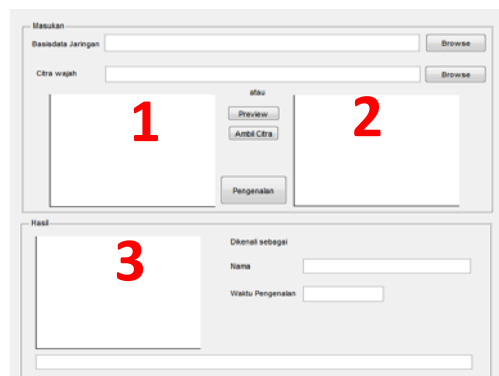 Masukan
Basisdata Jaringan Browse
Citra wajah Browse
atau
1 2
Preview
Ambil Citra
Pengenalan
Hasil
3
Dikenali sebagai
Nama
Waktu Pengenalan